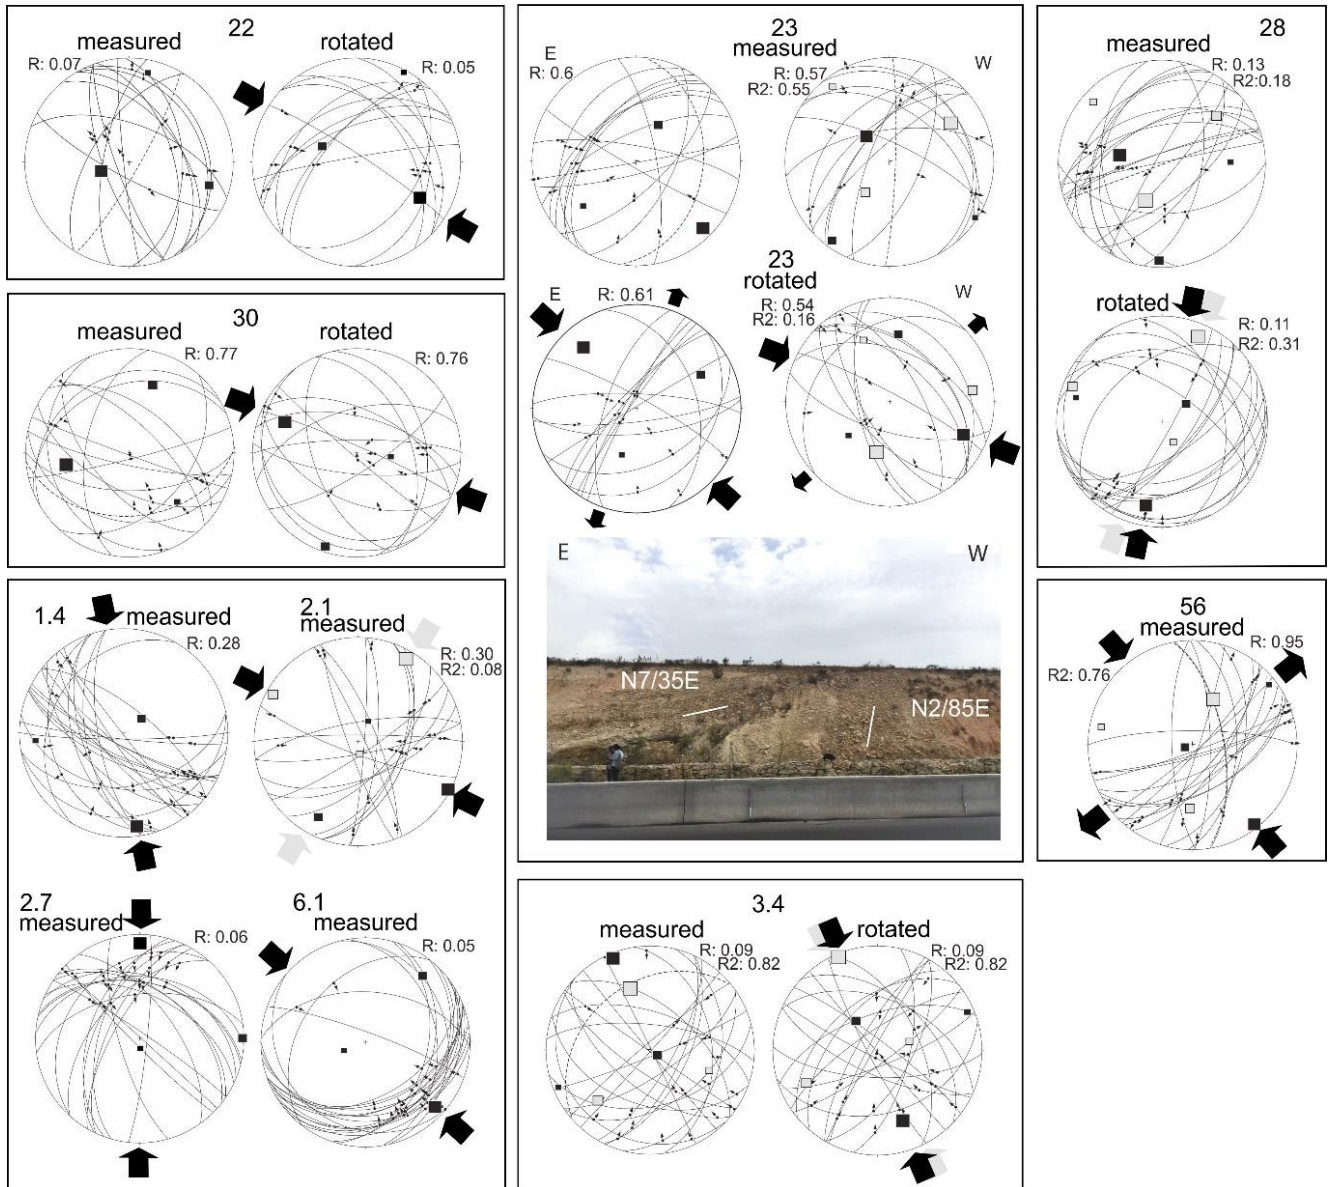 22
measured
R: 0.07
rotated
R: 0.05
30
measured
R: 0.77
rotated
R: 0.76
1.4
measured
R: 0.28
2.1
measured
R: 0.30
R2: 0.08
2.7
measured
R: 0.06
6.1
measured
R: 0.05
23
measured
E
R: 0.6
R: 0.57
R2: 0.55
W
23
rotated
E
R: 0.61
R: 0.54
R2: 0.16
W
E
W
N7/35E
N2/85E
3.4
measured
R: 0.09
R2: 0.82
rotated
R: 0.09
R2: 0.82
28
measured
R: 0.13
R2:0.18
rotated
R: 0.11
R2: 0.31
56
measured
R: 0.95
R2: 0.76